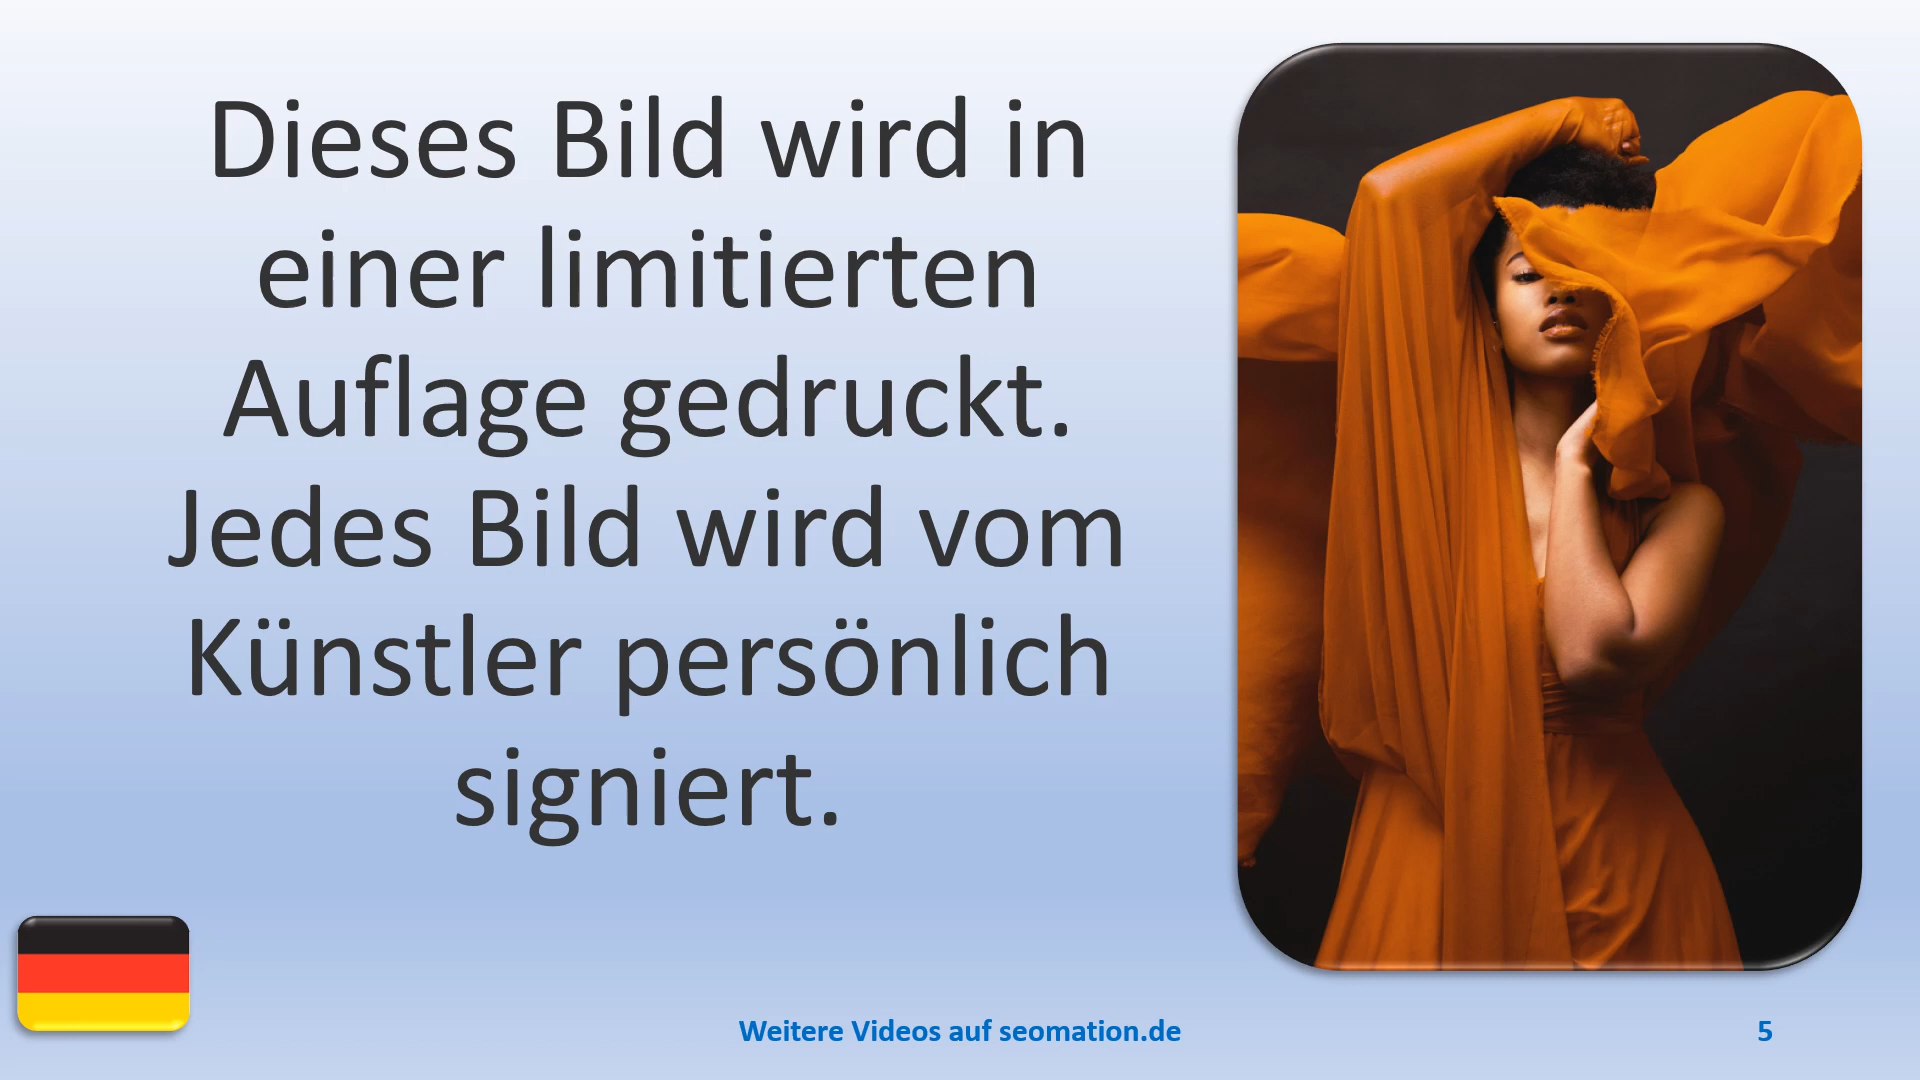 Dieses Bild wird in
einer limitierten
Auflage gedruckt.
Jedes Bild wird vom
Künstler persönlich
signiert.
Weitere Videos auf seomation.de
5